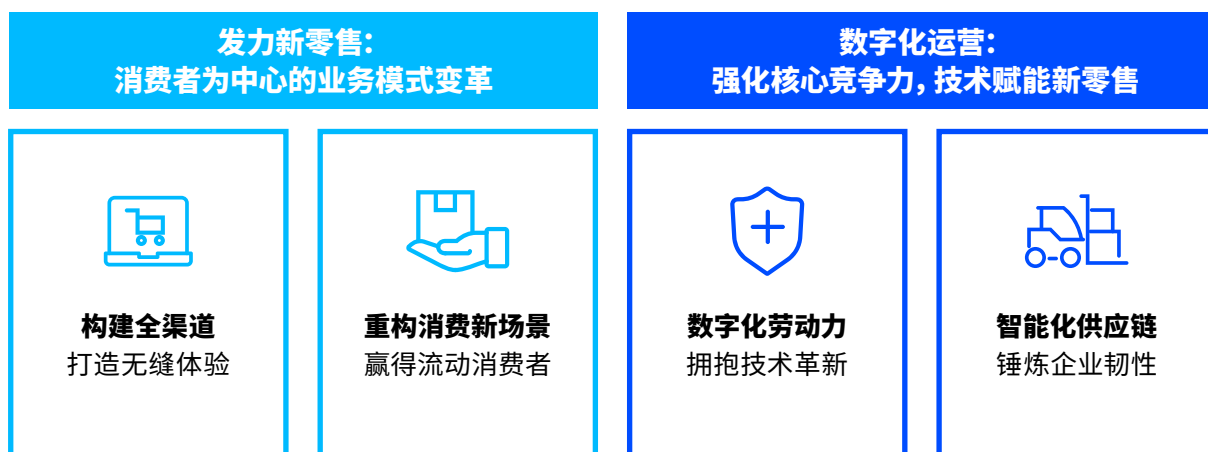 发力新零售:
消费者为中心的业务模式变革
数字化运营:
强化核心竞争力, 技术赋能新零售
构建全渠道
打造无缝体验
重构消费新场景
赢得流动消费者
数字化劳动力
拥抱技术革新
智能化供应链
锤炼企业韧性